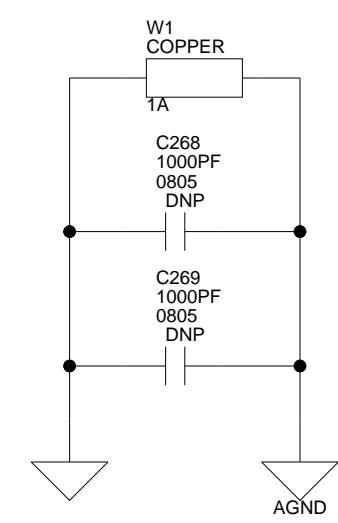 W1
COPPER
1A
C268
1000PF
0805
DNP
C269
1000PF
0805
DNP
AGND